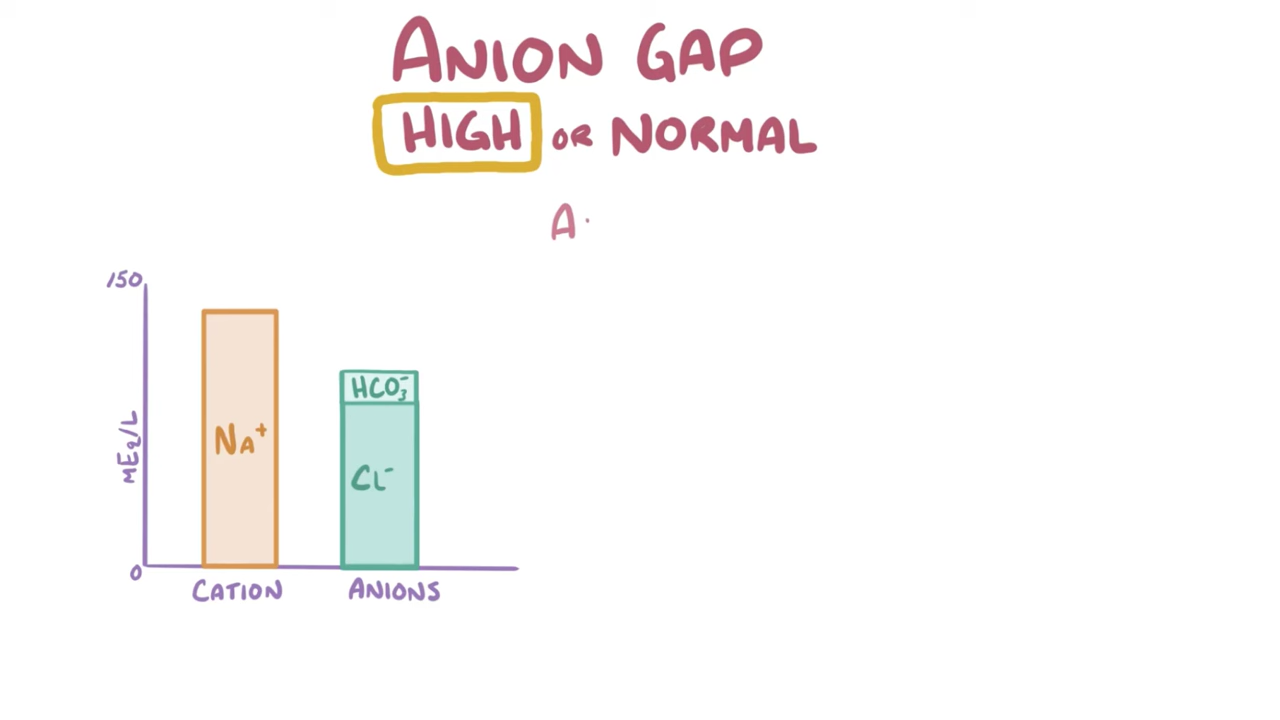 ANION GAP
HIGH OR NORMAL
A
150
MEq/L
HCO₃⁻
Na⁺
CL⁻
0
CATION ANIONS